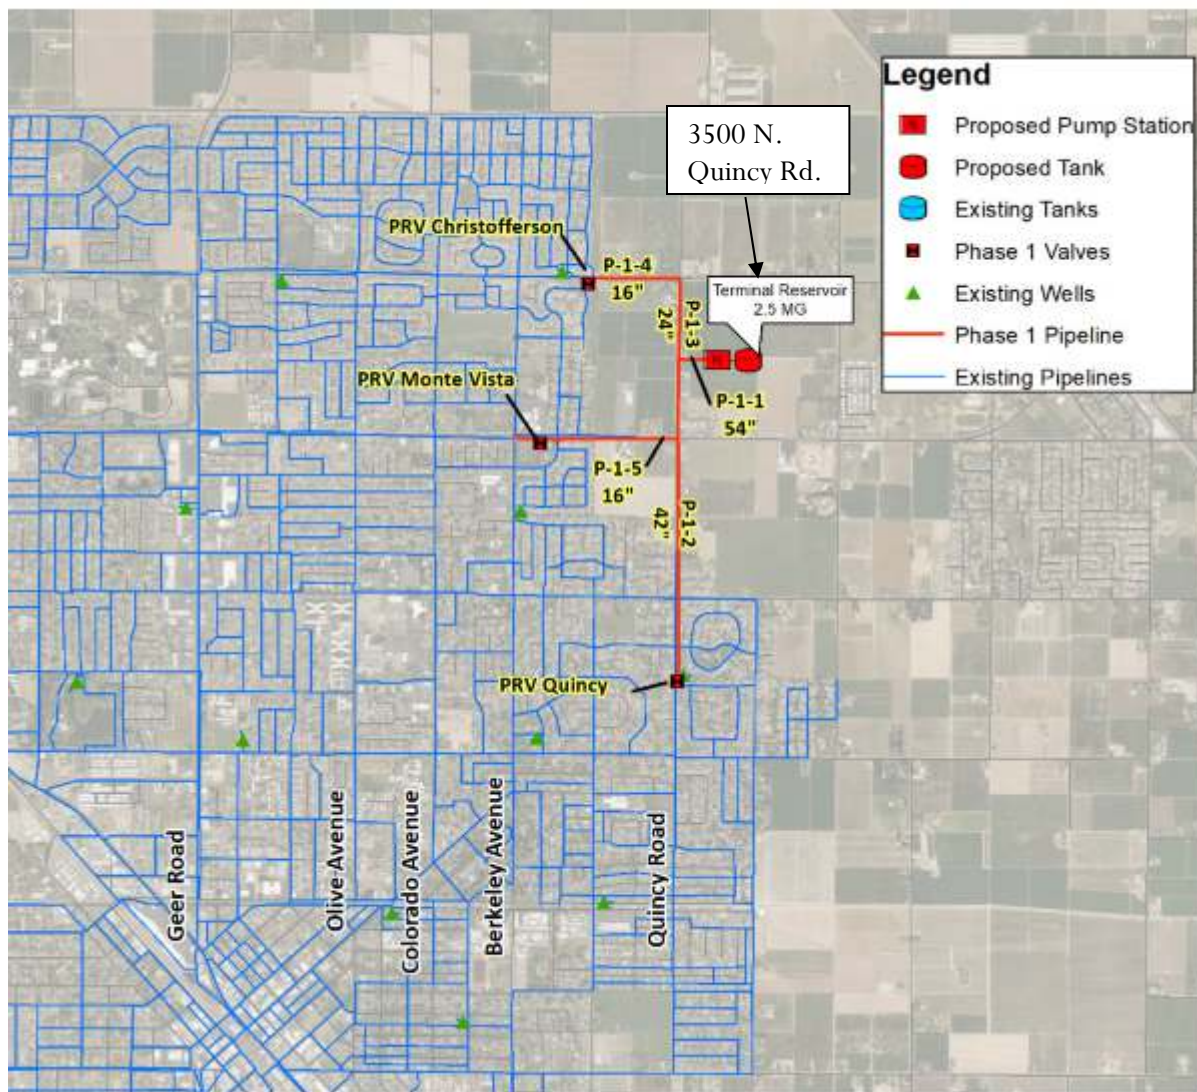 Legend
Proposed Pump Station
Proposed Tank
Existing Tanks
Phase 1 Valves
Existing Wells
Phase 1 Pipeline
Existing Pipelines
3500 N.
Quincy Rd.
PRV Christofferson
P-1-4
16"
Terminal Reservoir
2.5 MG
P-1-3
24"
PRV Monte Vista
P-1-1
54"
P-1-5
16"
P-1-2
42"
PRV Quincy
Geer Road
Olive Avenue
Colorado Avenue
Berkeley Avenue
Quincy Road